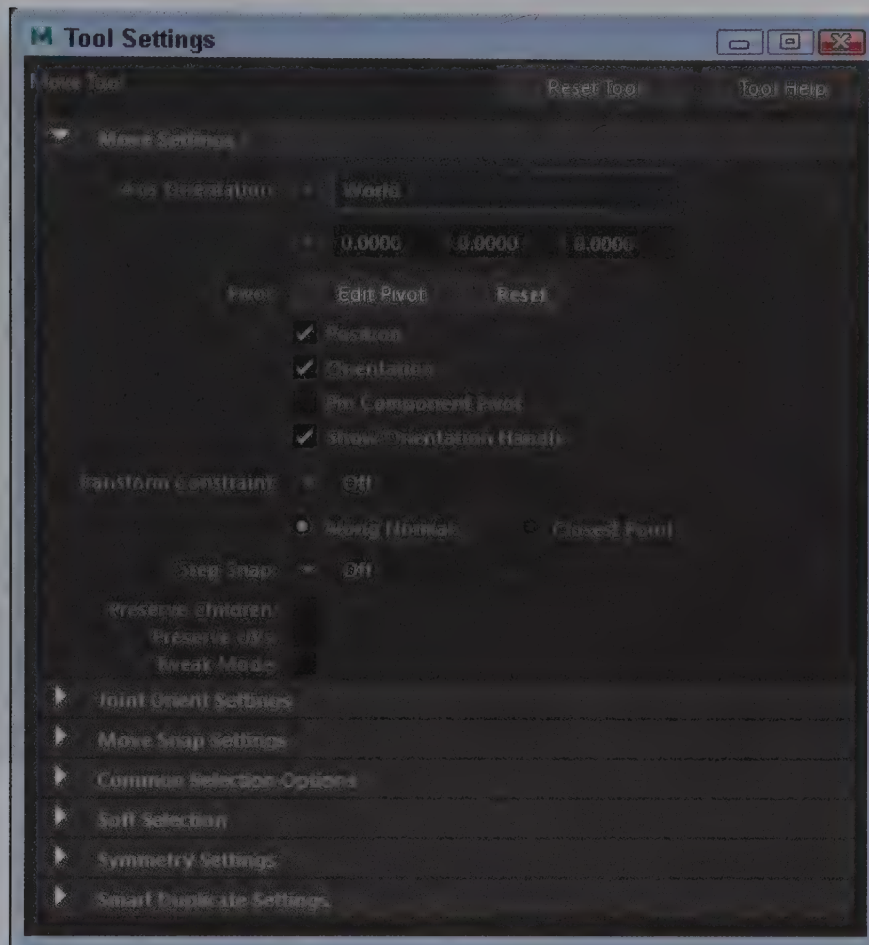 M Tool Settings
Move Tool
Reset Tool Tool Help
Move Settings
Axis Orientation: World
0.0000 0.0000 0.0000
Pivot: Edit Pivot Reset
Position
Orientation
Pin Component Pivot
Show Orientation Handle
Transform Constraint: Off
Along Normal Closest Point
Step Snap: Off
Preserve Children:
Preserve UVs:
Tweak Mode:
Joint Orient Settings
Move Snap Settings
Common Selection Options
Soft Selection
Symmetry Settings
Smart Duplicate Settings